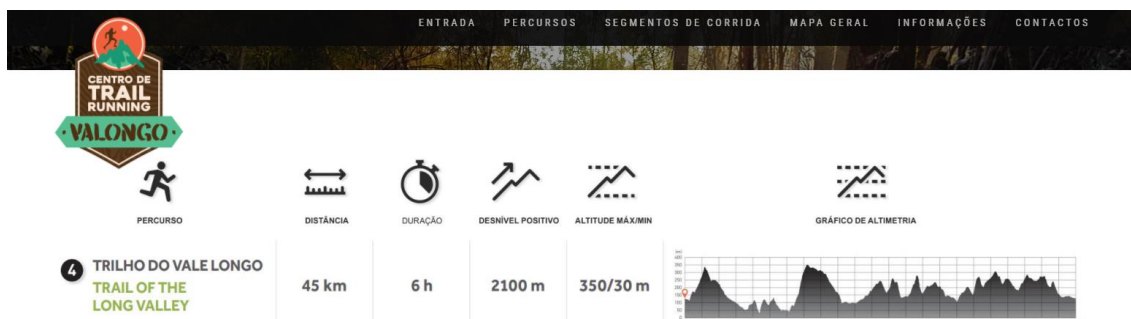 ENTRADA PERCURSOS SEGMENTOS DE CORRIDA MAPA GERAL INFORMAÇÕES CONTACTOS
CENTRO DE
TRAIL
RUNNING
VALONGO
PERCURSO DISTÂNCIA DURAÇÃO DESNÍVEL POSITIVO ALTITUDE MÁX/MIN GRÁFICO DE ALTIMETRIA
4 TRILHO DO VALE LONGO
TRAIL OF THE
LONG VALLEY
45 km 6 h 2100 m 350/30 m